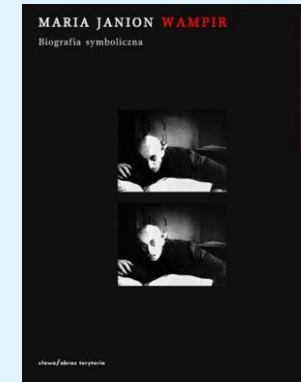 MARIA JANION WAMPIR
Biografia symboliczna
słowo/obraz terytoria